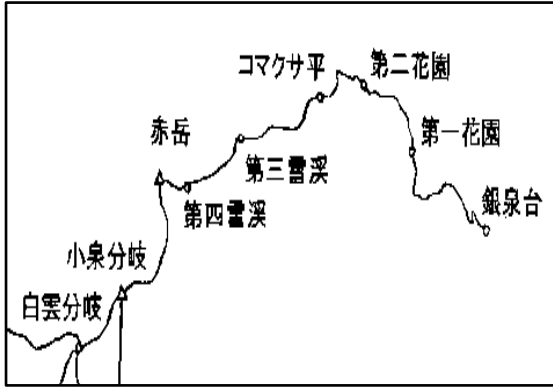 コマクサ平
第二花園
赤岳
第一花園
第三雪渓
銀泉台
第四雪渓
小泉分岐
白雲分岐